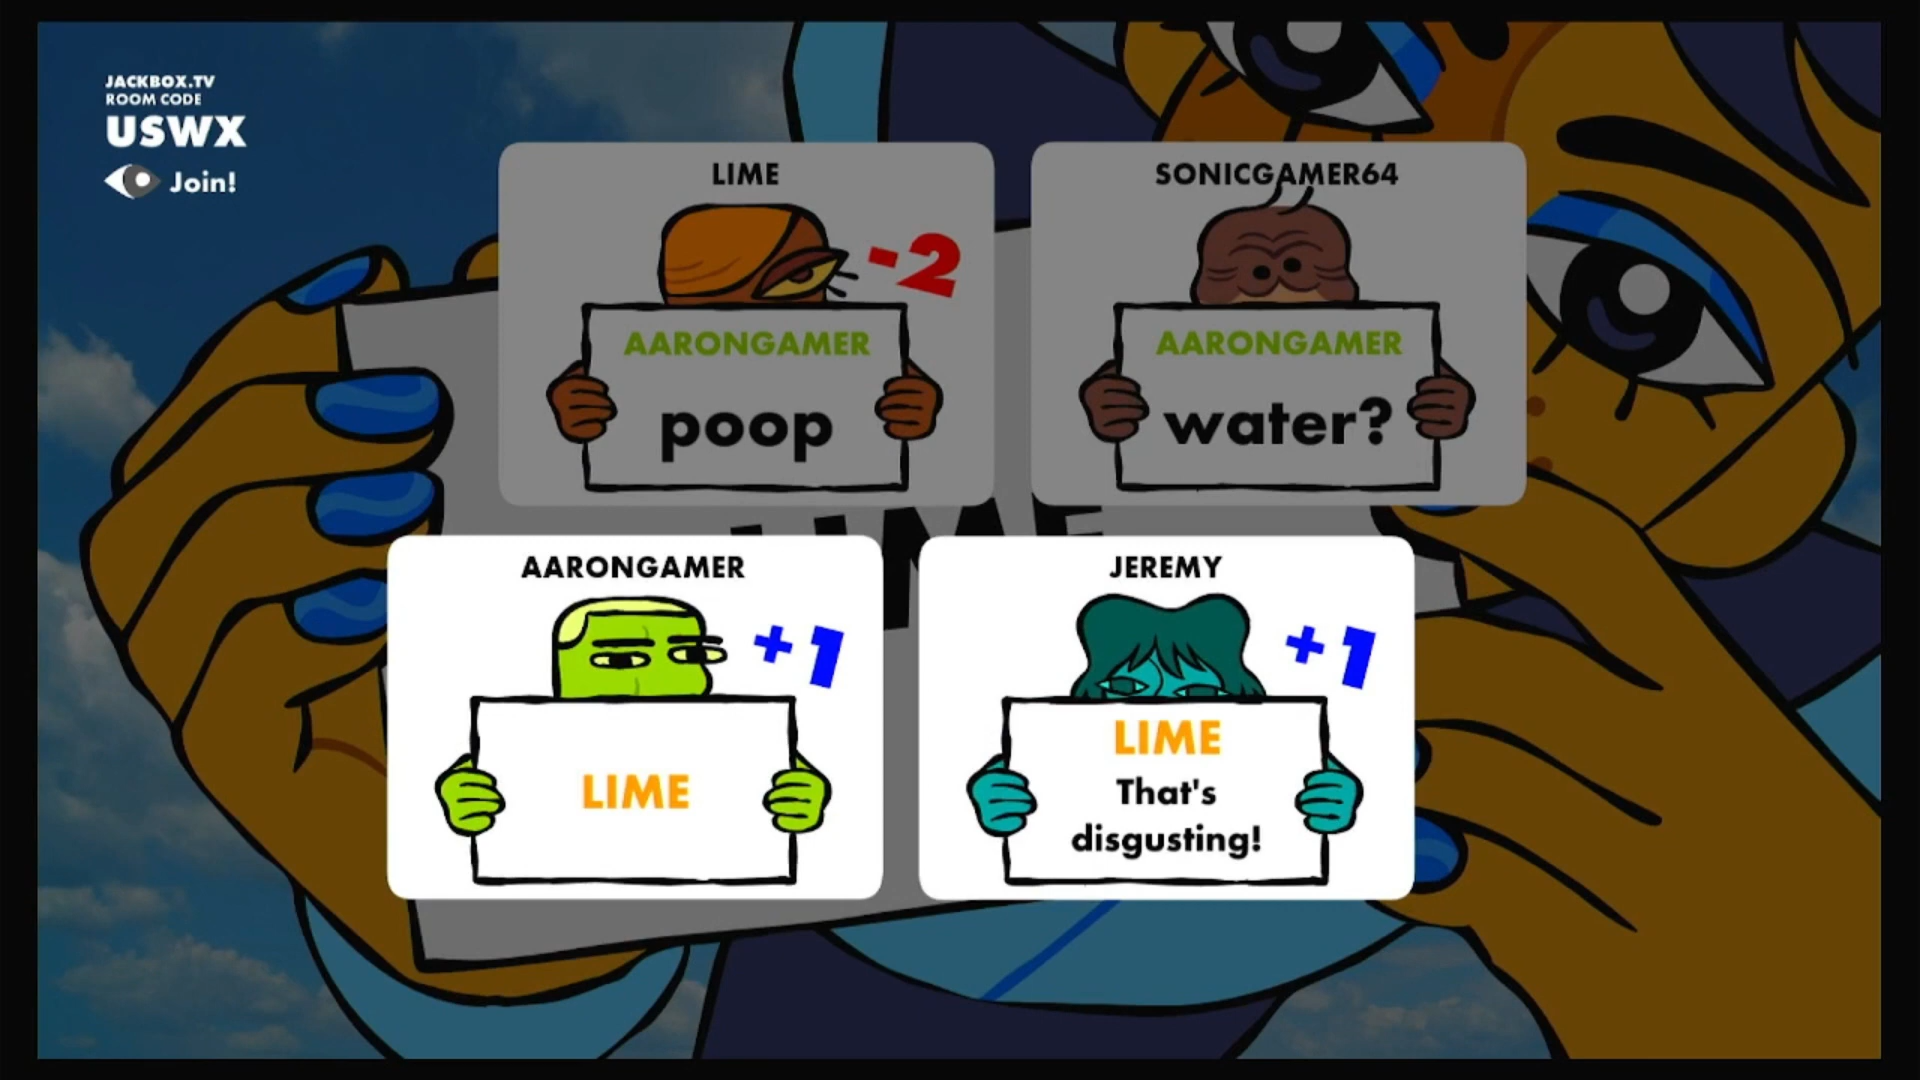 JACKBOX.TV
ROOM CODE
USWX
Join!
LIME
-2
AARONGAMER
poop
SONICGAMER64
AARONGAMER
water?
AARONGAMER
+1
LIME
JEREMY
+1
LIME
That's
disgusting!